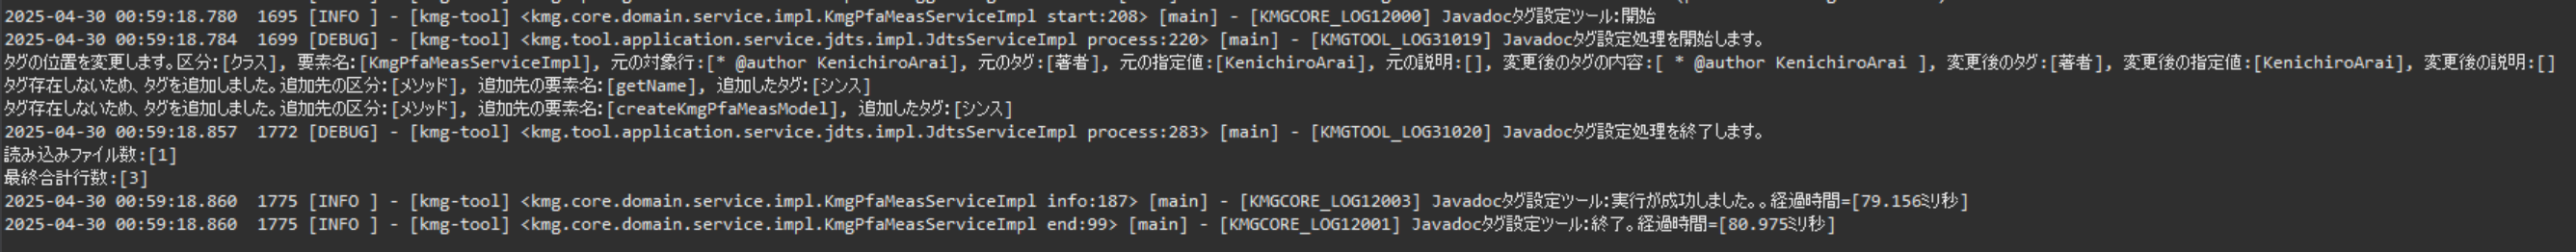 2025-04-30 00:59:18.780  1695 [INFO ] - [kmg-tool] <kmg.core.domain.service.impl.KmgPfaMeasServiceImpl start:208> [main] - [KMGCORE_LOG12000] Javadocタグ設定ツール:開始
2025-04-30 00:59:18.784  1699 [DEBUG] - [kmg-tool] <kmg.tool.application.service.jdts.impl.JdtsServiceImpl process:220> [main] - [KMGTOOL_LOG31019] Javadocタグ設定処理を開始します。
タグの位置を変更します。区分:[クラス], 要素名:[KmgPfaMeasServiceImpl], 元の対象行:[* @author KenichiroArai], 元のタグ:[著者], 元の指定値:[KenichiroArai], 元の説明:[], 変更後のタグの内容:[ * @author KenichiroArai ], 変更後のタグ:[著者], 変更後の指定値:[KenichiroArai], 変更後の説明:[]
タグ存在しないため、タグを追加しました。追加先の区分:[メソッド], 追加先の要素名:[getName], 追加したタグ:[シンス]
タグ存在しないため、タグを追加しました。追加先の区分:[メソッド], 追加先の要素名:[createKmgPfaMeasModel], 追加したタグ:[シンス]
2025-04-30 00:59:18.857  1772 [DEBUG] - [kmg-tool] <kmg.tool.application.service.jdts.impl.JdtsServiceImpl process:283> [main] - [KMGTOOL_LOG31020] Javadocタグ設定処理を終了します。
読み込みファイル数:[1]
最終合計行数:[3]
2025-04-30 00:59:18.860  1775 [INFO ] - [kmg-tool] <kmg.core.domain.service.impl.KmgPfaMeasServiceImpl info:187> [main] - [KMGCORE_LOG12003] Javadocタグ設定ツール:実行が成功しました。。経過時間=[79.156ミリ秒]
2025-04-30 00:59:18.860  1775 [INFO ] - [kmg-tool] <kmg.core.domain.service.impl.KmgPfaMeasServiceImpl end:99> [main] - [KMGCORE_LOG12001] Javadocタグ設定ツール:終了。経過時間=[80.975ミリ秒]